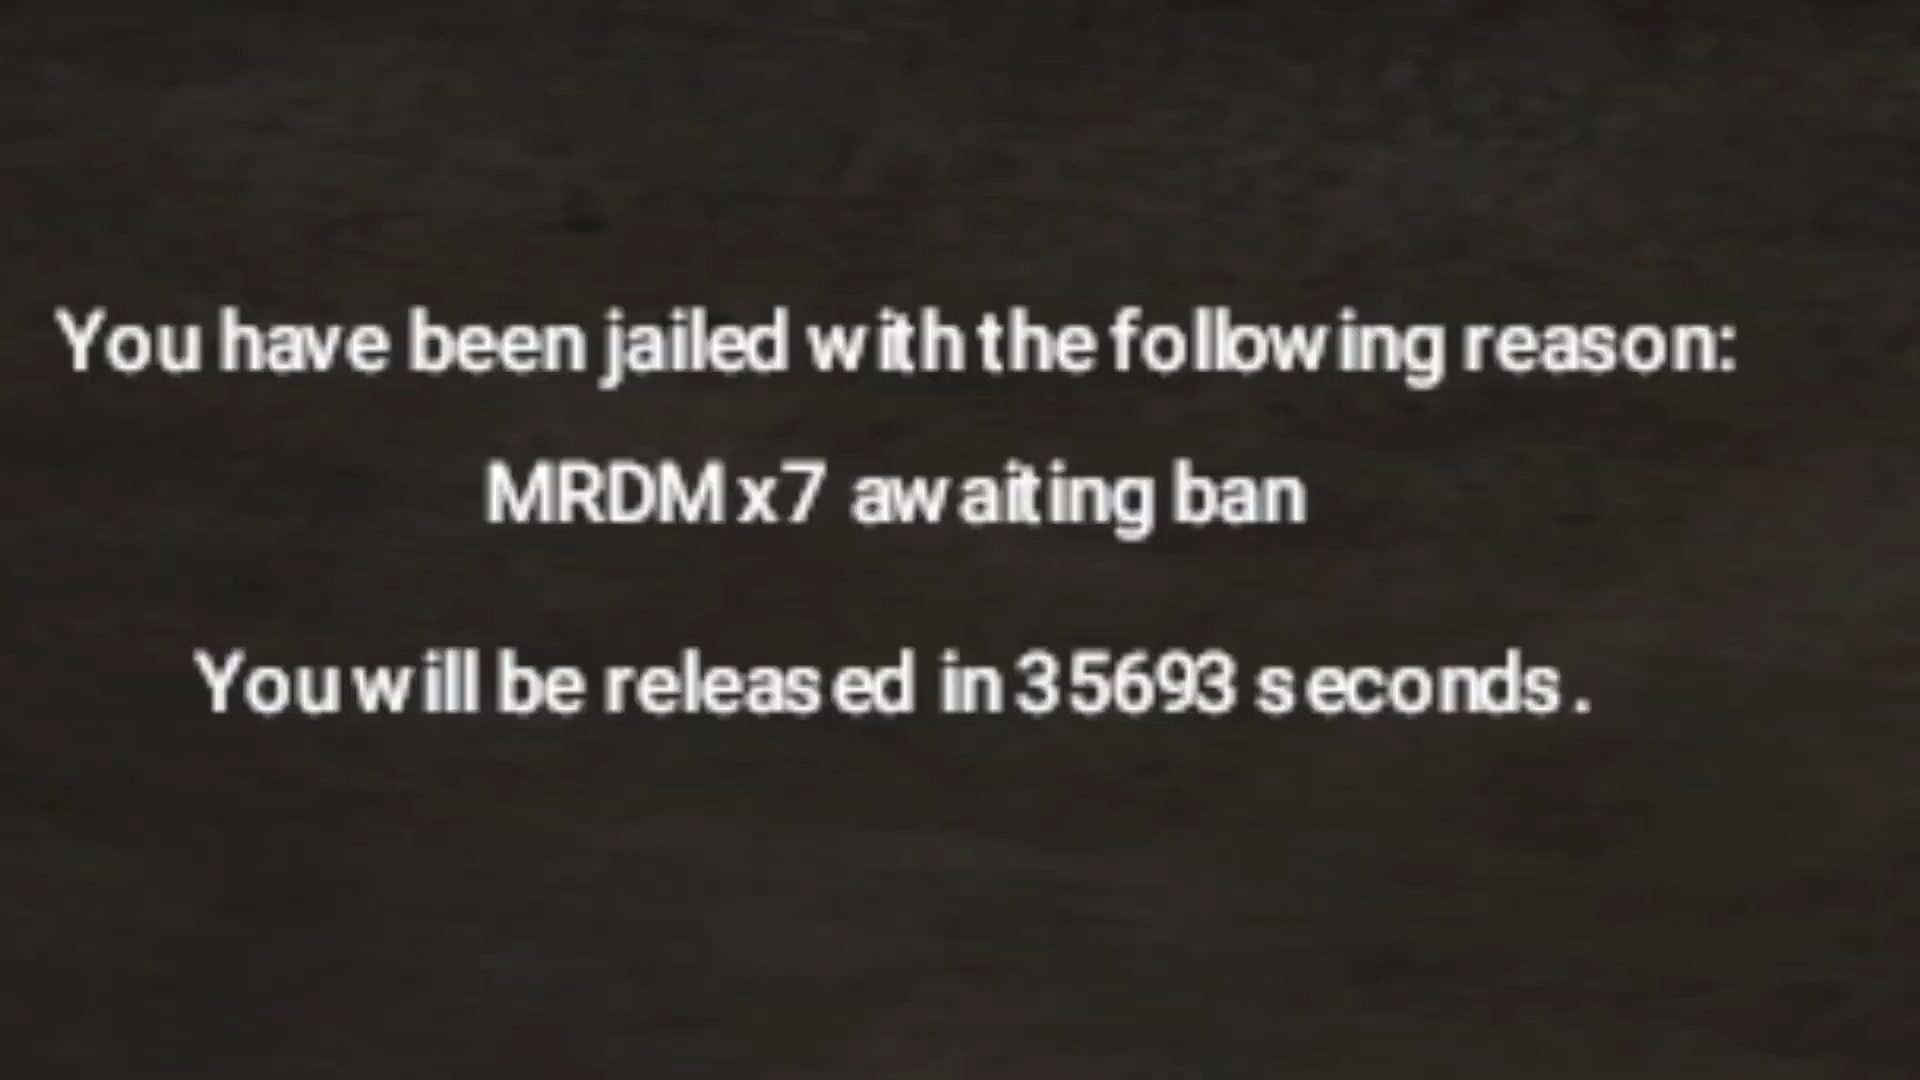 You have been jailed with the following reason:
MRDM x7 awaiting ban
You will be released in 35693 seconds.